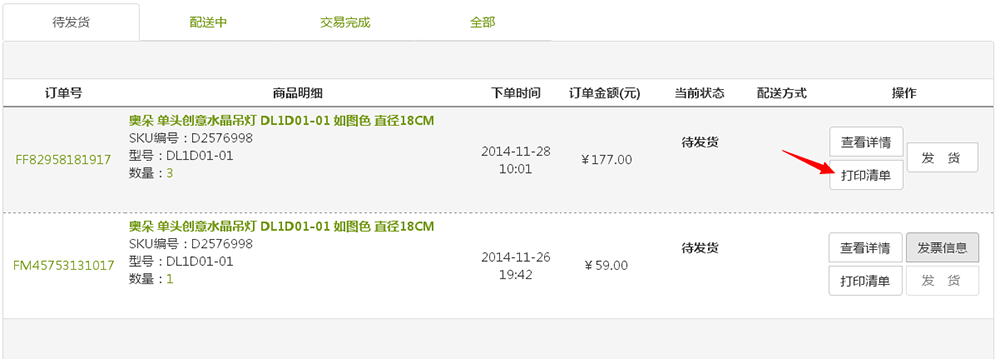 待发货 配送中 交易完成 全部
订单号 商品明细 下单时间 订单金额(元) 当前状态 配送方式 操作
奥朵 单头创意水晶吊灯 DL1D01-01 如图色 直径18CM
SKU编号：D2576998
型号：DL1D01-01
数量：3
FF82958181917
2014-11-28
10:01
￥177.00
待发货
查看详情
打印清单
发 货
奥朵 单头创意水晶吊灯 DL1D01-01 如图色 直径18CM
SKU编号：D2576998
型号：DL1D01-01
数量：1
FM45753131017
2014-11-26
19:42
￥59.00
待发货
查看详情 发票信息
打印清单 发 货